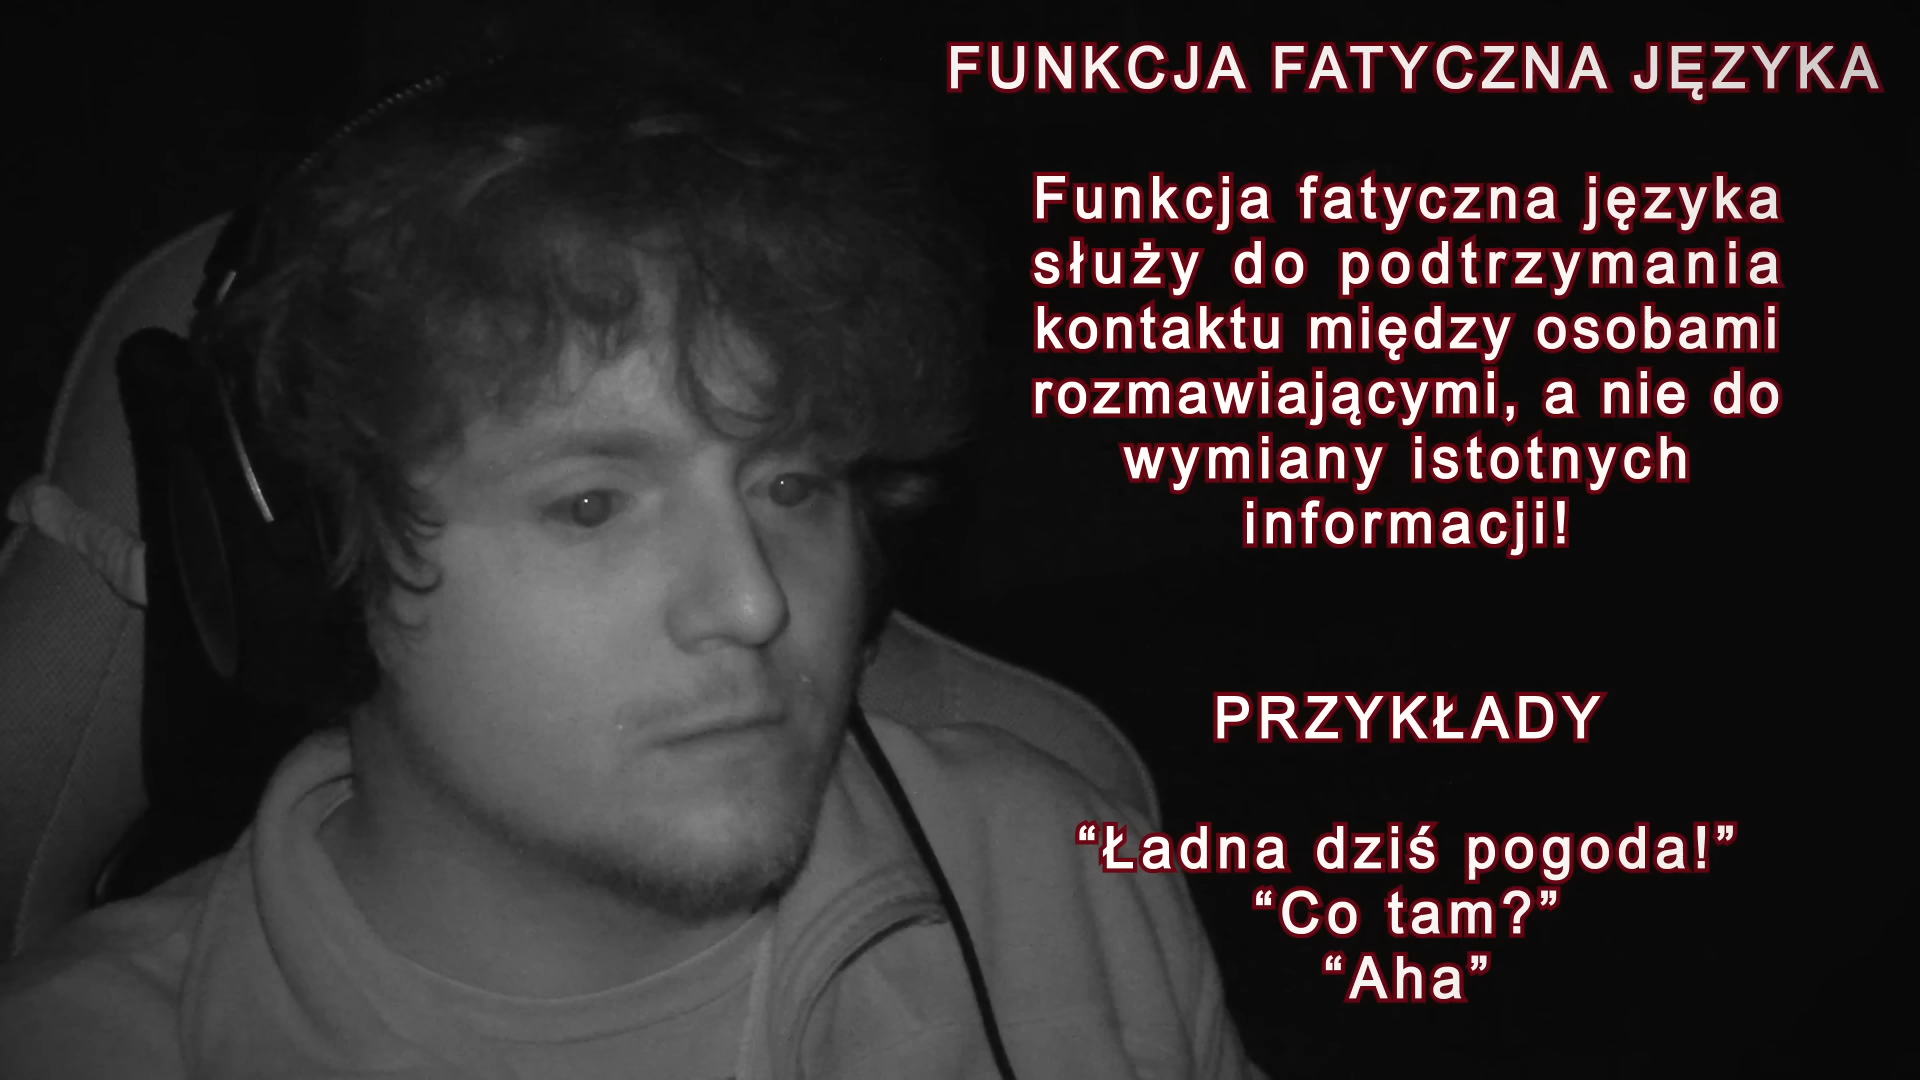 FUNKCJA FATYCZNA JĘZYKA
Funkcja fatyczna języka
służy do podtrzymania
kontaktu między osobami
rozmawiającymi, a nie do
wymiany istotnych
informacji!
PRZYKŁADY
“Ładna dziś pogoda!”
“Co tam?”
“Aha”